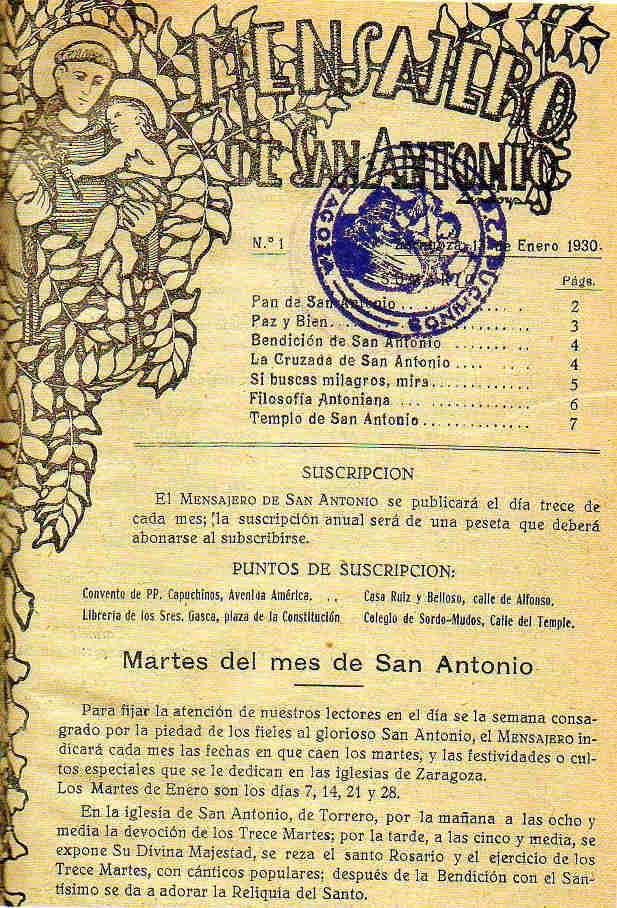 MENSAJERO
DE SAN ANTONIO
N.º 1 Zaragoza, 13 de Enero 1930.
SUMARIO Págs.
Pan de San Antonio . . . . . . . . . . . 2
Paz y Bien . . . . . . . . . . . . . . . . . . 3
Bendición de San Antonio . . . . . . . . . 4
La Cruzada de San Antonio . . . . . . . . 4
Si buscas milagros, mira . . . . . . . . . . 5
Filosofía Antoniana . . . . . . . . . . . . . 6
Templo de San Antonio . . . . . . . . . . . 7
SUSCRIPCION
El MENSAJERO DE SAN ANTONIO se publicará el día trece de
cada mes; la suscripción anual será de una peseta que deberá
abonarse al subscribirse.
PUNTOS DE SUSCRIPCION:
Convento de PP. Capuchinos, Avenida América. . . Casa Ruiz y Belloso, calle de Alfonso.
Librería de los Sres. Gasca, plaza de la Constitución Colegio de Sordo-Mudos, Calle del Temple.
Martes del mes de San Antonio
Para fijar la atención de nuestros lectores en el día se la semana consa-
grado por la piedad de los fieles al glorioso San Antonio, el MENSAJERO in-
dicará cada mes las fechas en que caen los martes, y las festividades o cul-
tos especiales que se le dedican en las iglesias de Zaragoza.
Los Martes de Enero son los días 7, 14, 21 y 28.
En la iglesia de San Antonio, de Torrero, por la mañana a las ocho y
media la devoción de los Trece Martes; por la tarde, a las cinco y media, se
expone Su Divina Majestad, se reza el santo Rosario y el ejercicio de los
Trece Martes, con cánticos populares; después de la Bendición con el San-
tísimo se da a adorar la Reliquia del Santo.